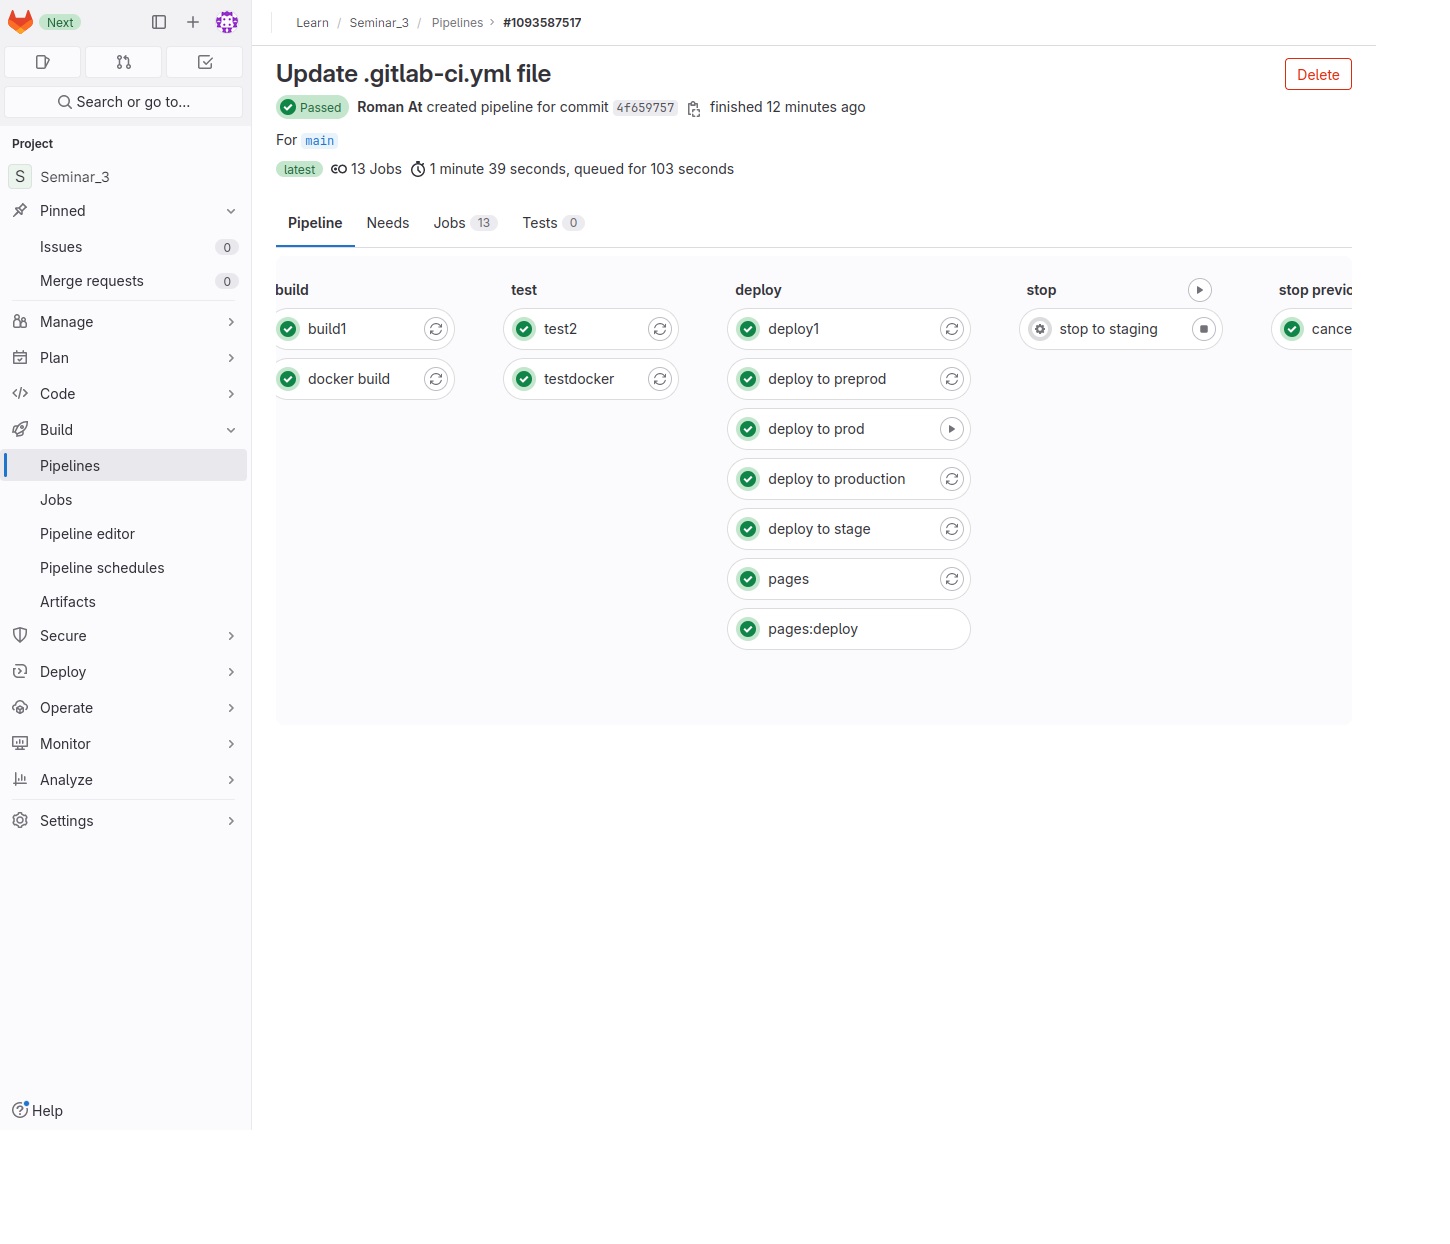 Next
Learn / Seminar_3 / Pipelines > #1093587517
Search or go to...
Project
S Seminar_3
Pinned
Issues 0
Merge requests 0
Manage
Plan
Code
Build
Pipelines
Jobs
Pipeline editor
Pipeline schedules
Artifacts
Secure
Deploy
Operate
Monitor
Analyze
Settings
Help
Update .gitlab-ci.yml file
Delete
Passed Roman At created pipeline for commit 4f659757 finished 12 minutes ago
For main
latest 13 Jobs 1 minute 39 seconds, queued for 103 seconds
Pipeline Needs Jobs 13 Tests 0
build
build1
docker build
test
test2
testdocker
deploy
deploy1
deploy to preprod
deploy to prod
deploy to production
deploy to stage
pages
pages:deploy
stop
stop to staging
stop previo
cance